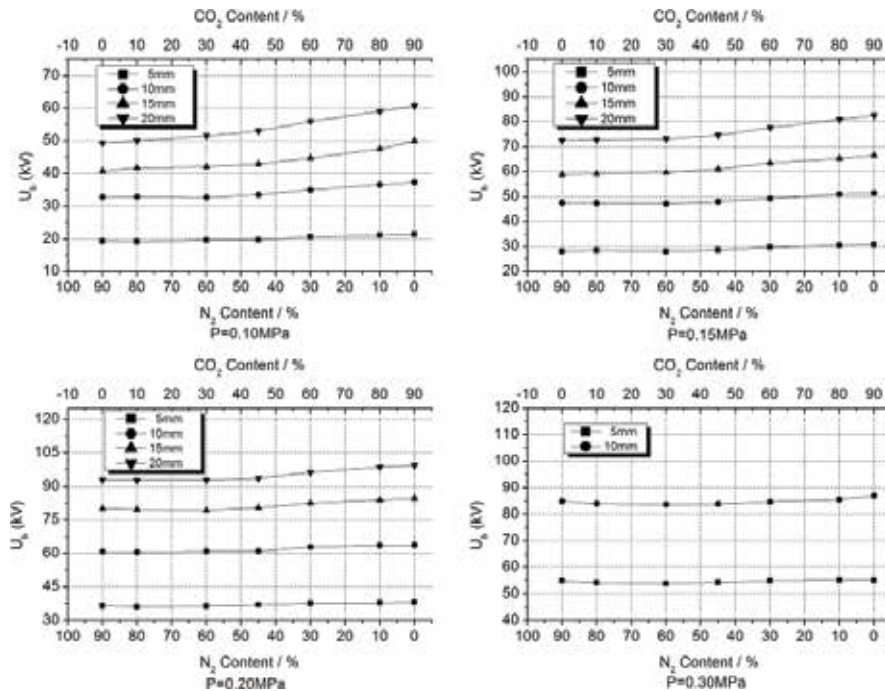 CO2 Content / %
-10 0 10 20 30 40 50 60 70 80 90
70
60
50
40
30
20
10
Ub (kV)
5mm
10mm
15mm
20mm
100 90 80 70 60 50 40 30 20 10 0
N2 Content / %
P=0.10MPa
CO2 Content / %
-10 0 10 20 30 40 50 60 70 80 90
100
90
80
70
60
50
40
30
20
Ub (kV)
5mm
10mm
15mm
20mm
100 90 80 70 60 50 40 30 20 10 0
N2 Content / %
P=0.15MPa
CO2 Content / %
-10 0 10 20 30 40 50 60 70 80 90
120
105
90
75
60
45
30
Ub (kV)
5mm
10mm
15mm
20mm
100 90 80 70 60 50 40 30 20 10 0
N2 Content / %
P=0.20MPa
CO2 Content / %
-10 0 10 20 30 40 50 60 70 80 90
120
110
100
90
80
70
60
50
40
Ub (kV)
5mm
10mm
100 90 80 70 60 50 40 30 20 10 0
N2 Content / %
P=0.30MPa